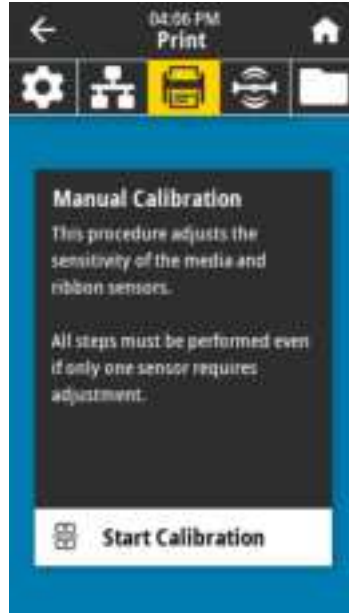 04:06 PM
Print
Manual Calibration
This procedure adjusts the
sensitivity of the media and
ribbon sensors.
All steps must be performed even
if only one sensor requires
adjustment.
Start Calibration